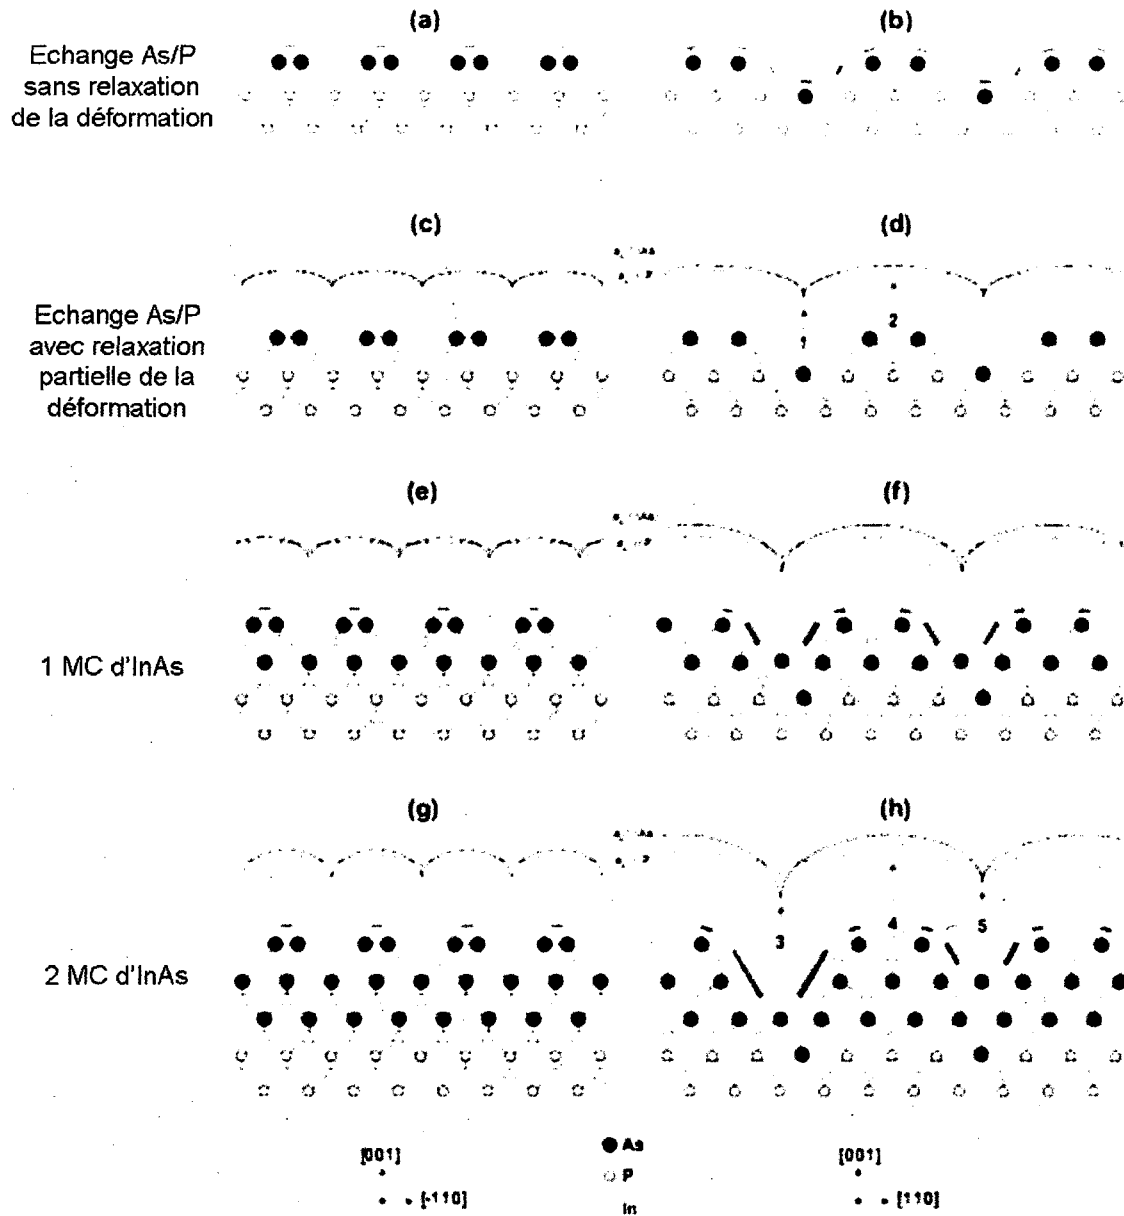 (a)
(b)
Echange As/P
sans relaxation
de la déformation
(c)
(d)
Echange As/P
avec relaxation
partielle de la
déformation
1
2
(e)
(f)
1 MC d'InAs
(g)
(h)
2 MC d'InAs
3
4
5
As
P
In
[001]
[-110]
[001]
[110]